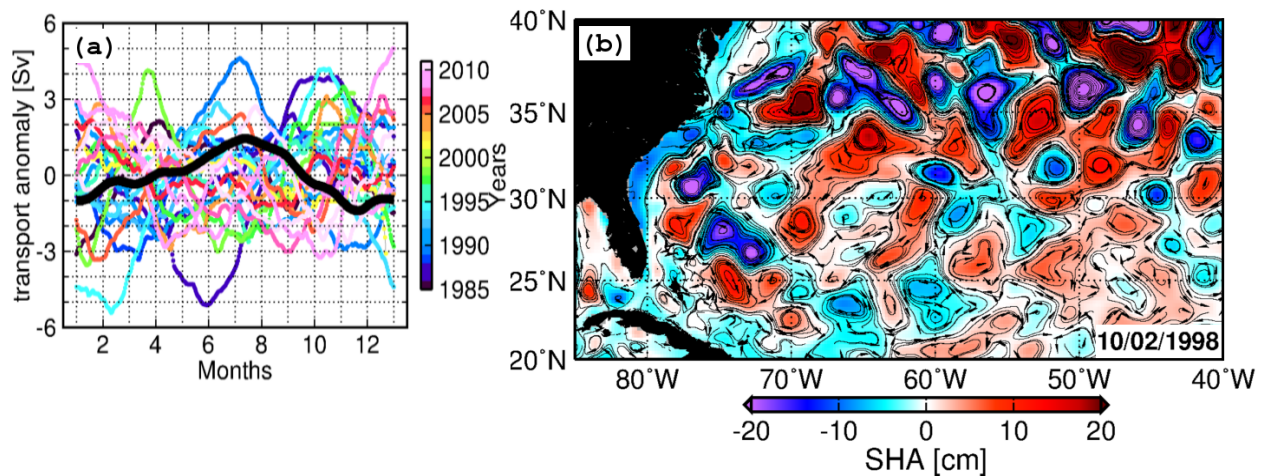 (a)
transport anomaly [Sv]
6
3
0
-3
-6
2 4 6 8 10 12
Months
2010
2005
2000
1995
1990
1985
Years
(b)
40°N
35°N
30°N
25°N
20°N
80°W 70°W 60°W 50°W 40°W
10/02/1998
-20 -10 0 10 20
SHA [cm]